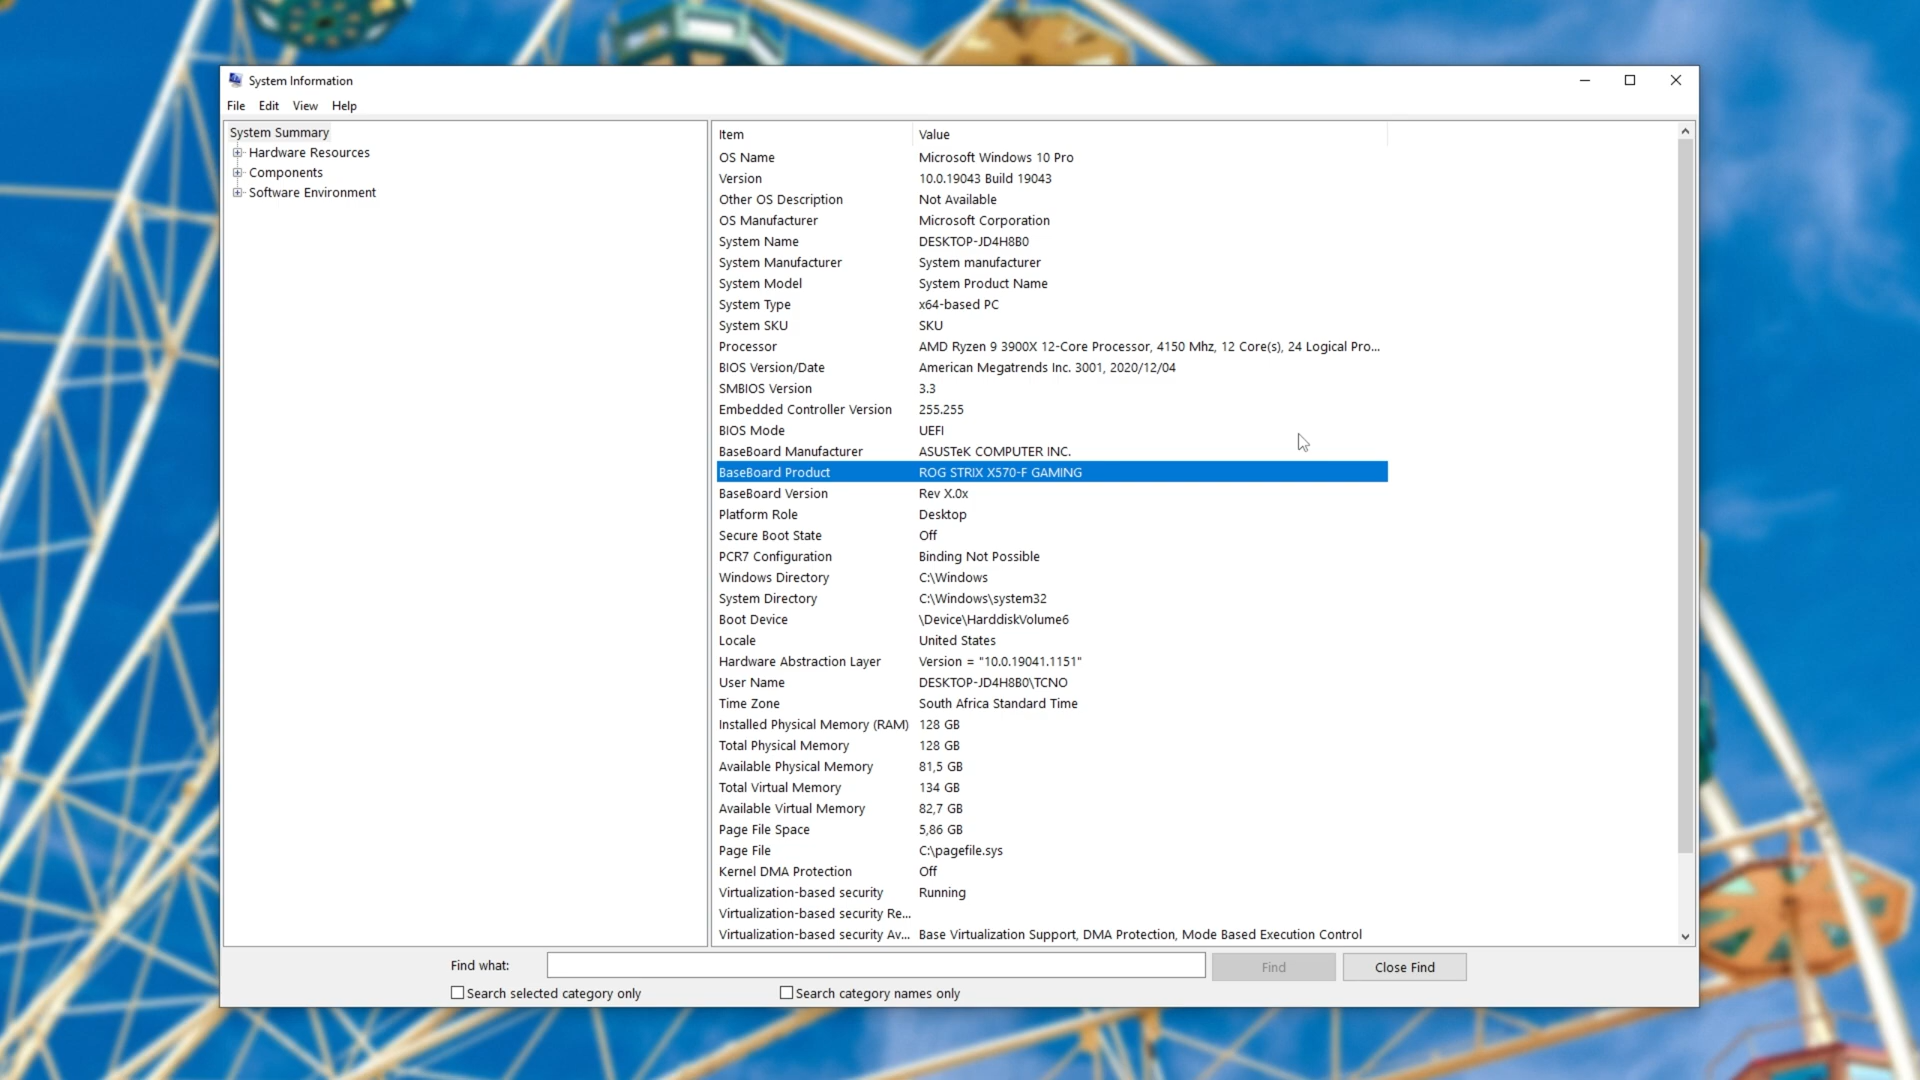 System Information
File Edit View Help
System Summary
Hardware Resources
Components
Software Environment
Item Value
OS Name Microsoft Windows 10 Pro
Version 10.0.19043 Build 19043
Other OS Description Not Available
OS Manufacturer Microsoft Corporation
System Name DESKTOP-JD4H8B0
System Manufacturer System manufacturer
System Model System Product Name
System Type x64-based PC
System SKU SKU
Processor AMD Ryzen 9 3900X 12-Core Processor, 4150 Mhz, 12 Core(s), 24 Logical Pro...
BIOS Version/Date American Megatrends Inc. 3001, 2020/12/04
SMBIOS Version 3.3
Embedded Controller Version 255.255
BIOS Mode UEFI
BaseBoard Manufacturer ASUSTeK COMPUTER INC.
BaseBoard Product ROG STRIX X570-F GAMING
BaseBoard Version Rev X.0x
Platform Role Desktop
Secure Boot State Off
PCR7 Configuration Binding Not Possible
Windows Directory C:\Windows
System Directory C:\Windows\system32
Boot Device \Device\HarddiskVolume6
Locale United States
Hardware Abstraction Layer Version = "10.0.19041.1151"
User Name DESKTOP-JD4H8B0\TCNO
Time Zone South Africa Standard Time
Installed Physical Memory (RAM) 128 GB
Total Physical Memory 128 GB
Available Physical Memory 81,5 GB
Total Virtual Memory 134 GB
Available Virtual Memory 82,7 GB
Page File Space 5,86 GB
Page File C:\pagefile.sys
Kernel DMA Protection Off
Virtualization-based security Running
Virtualization-based security Re...
Virtualization-based security Av... Base Virtualization Support, DMA Protection, Mode Based Execution Control
Find what: Find Close Find
Search selected category only Search category names only